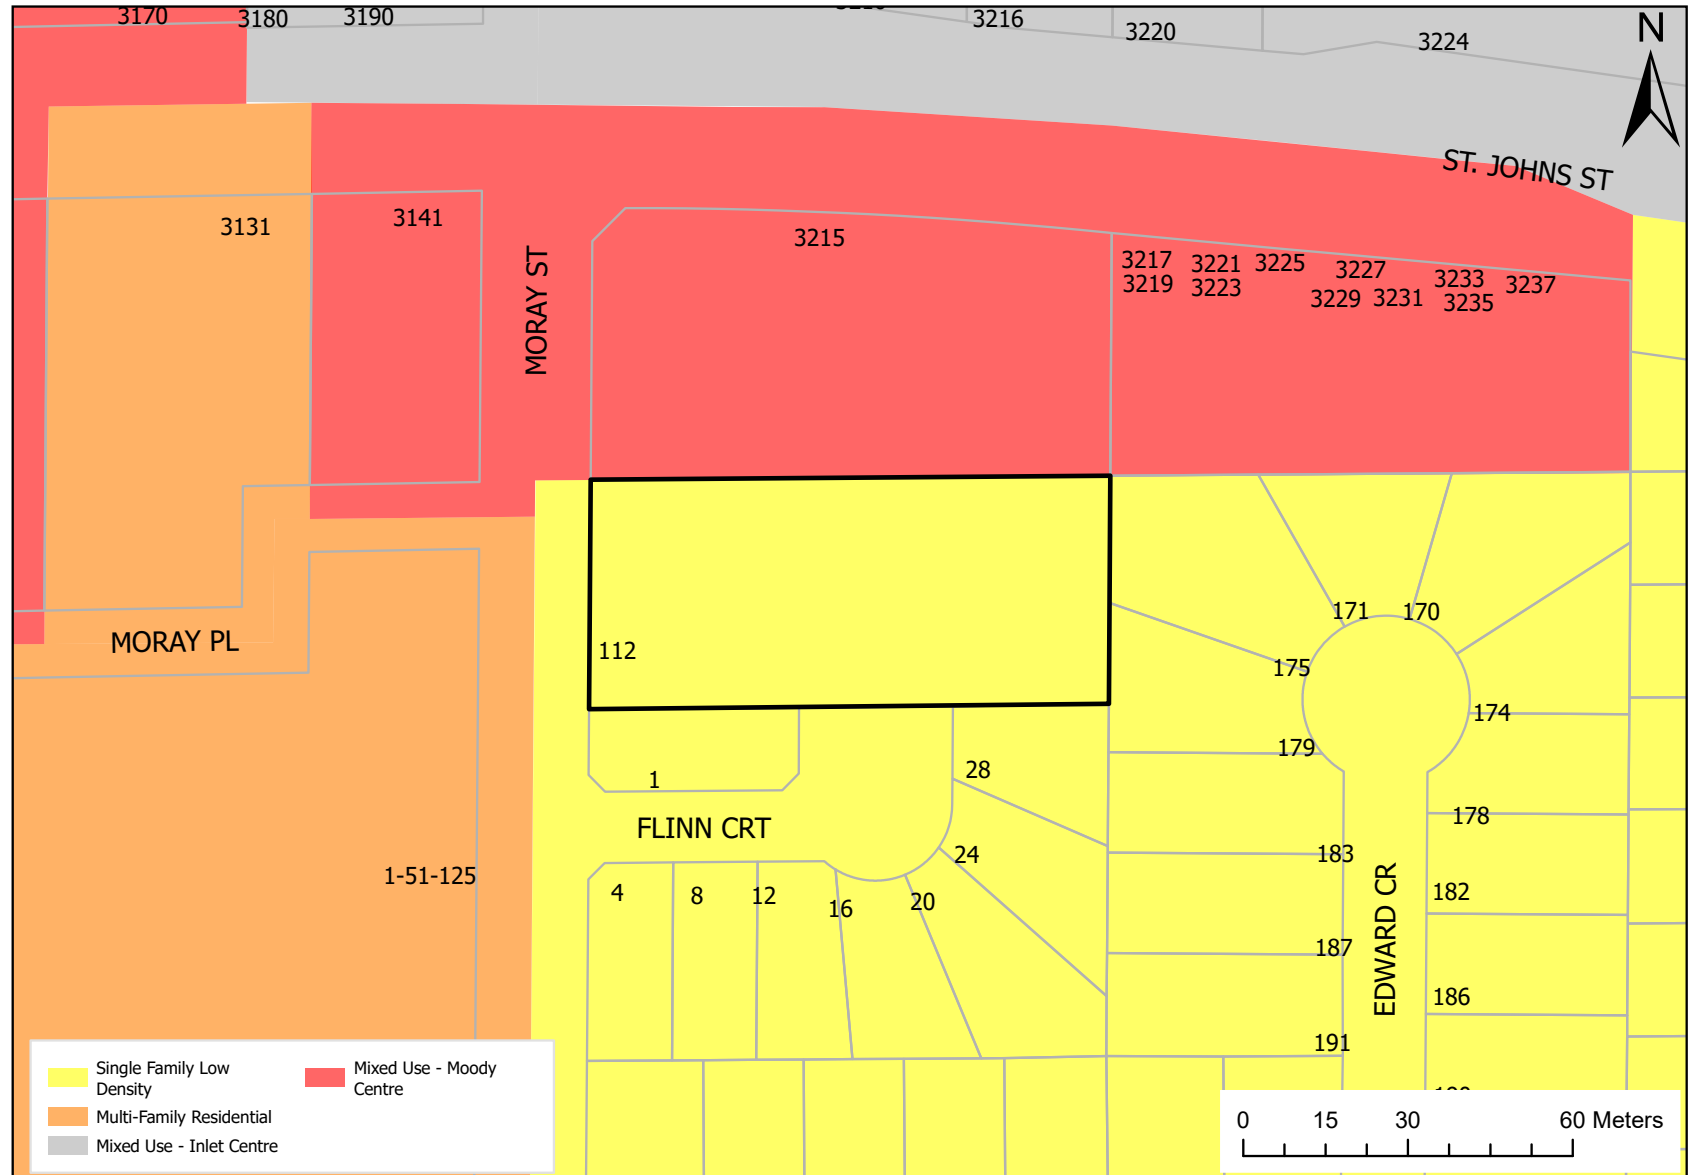 3170
3180
3190
3216
3220
3224
N
ST. JOHNS ST
3131
3141
MORAY ST
3215
3217 3221 3225 3227 3233 3237
3219 3223 3229 3231 3235
MORAY PL
112
171 170
175
174
179
1
28
FLINN CRT
178
24
183
1-51-125
4 8 12 16 20
182
EDWARD CR
187
186
191
Single Family Low
Density
Multi-Family Residential
Mixed Use - Inlet Centre
Mixed Use - Moody
Centre
0 15 30 60 Meters